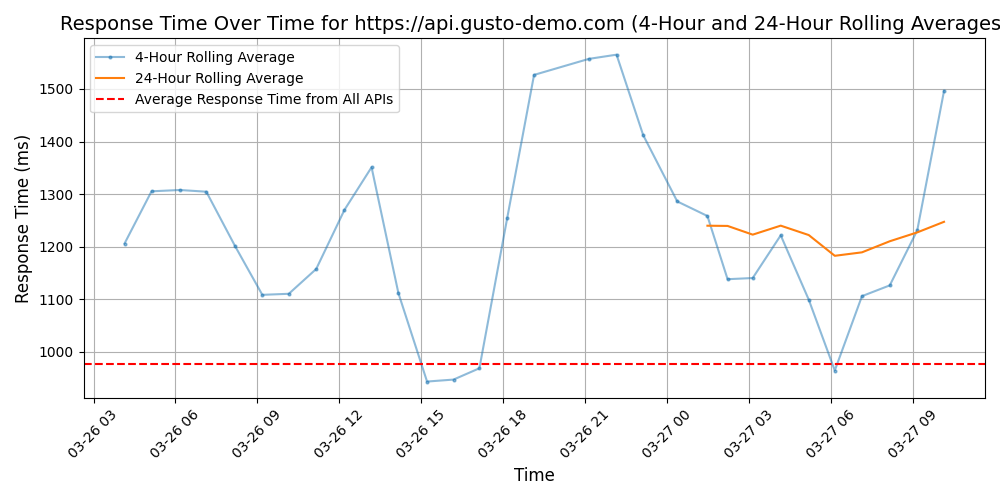 Response Time Over Time for https://api.gusto-demo.com (4-Hour and 24-Hour Rolling Averages
4-Hour Rolling Average
24-Hour Rolling Average
Average Response Time from All APIs
Response Time (ms)
1500
1400
1300
1200
1100
1000
03-26 03
03-26 06
03-26 09
03-26 12
03-26 15
03-26 18
03-26 21
03-27 00
03-27 03
03-27 06
03-27 09
Time